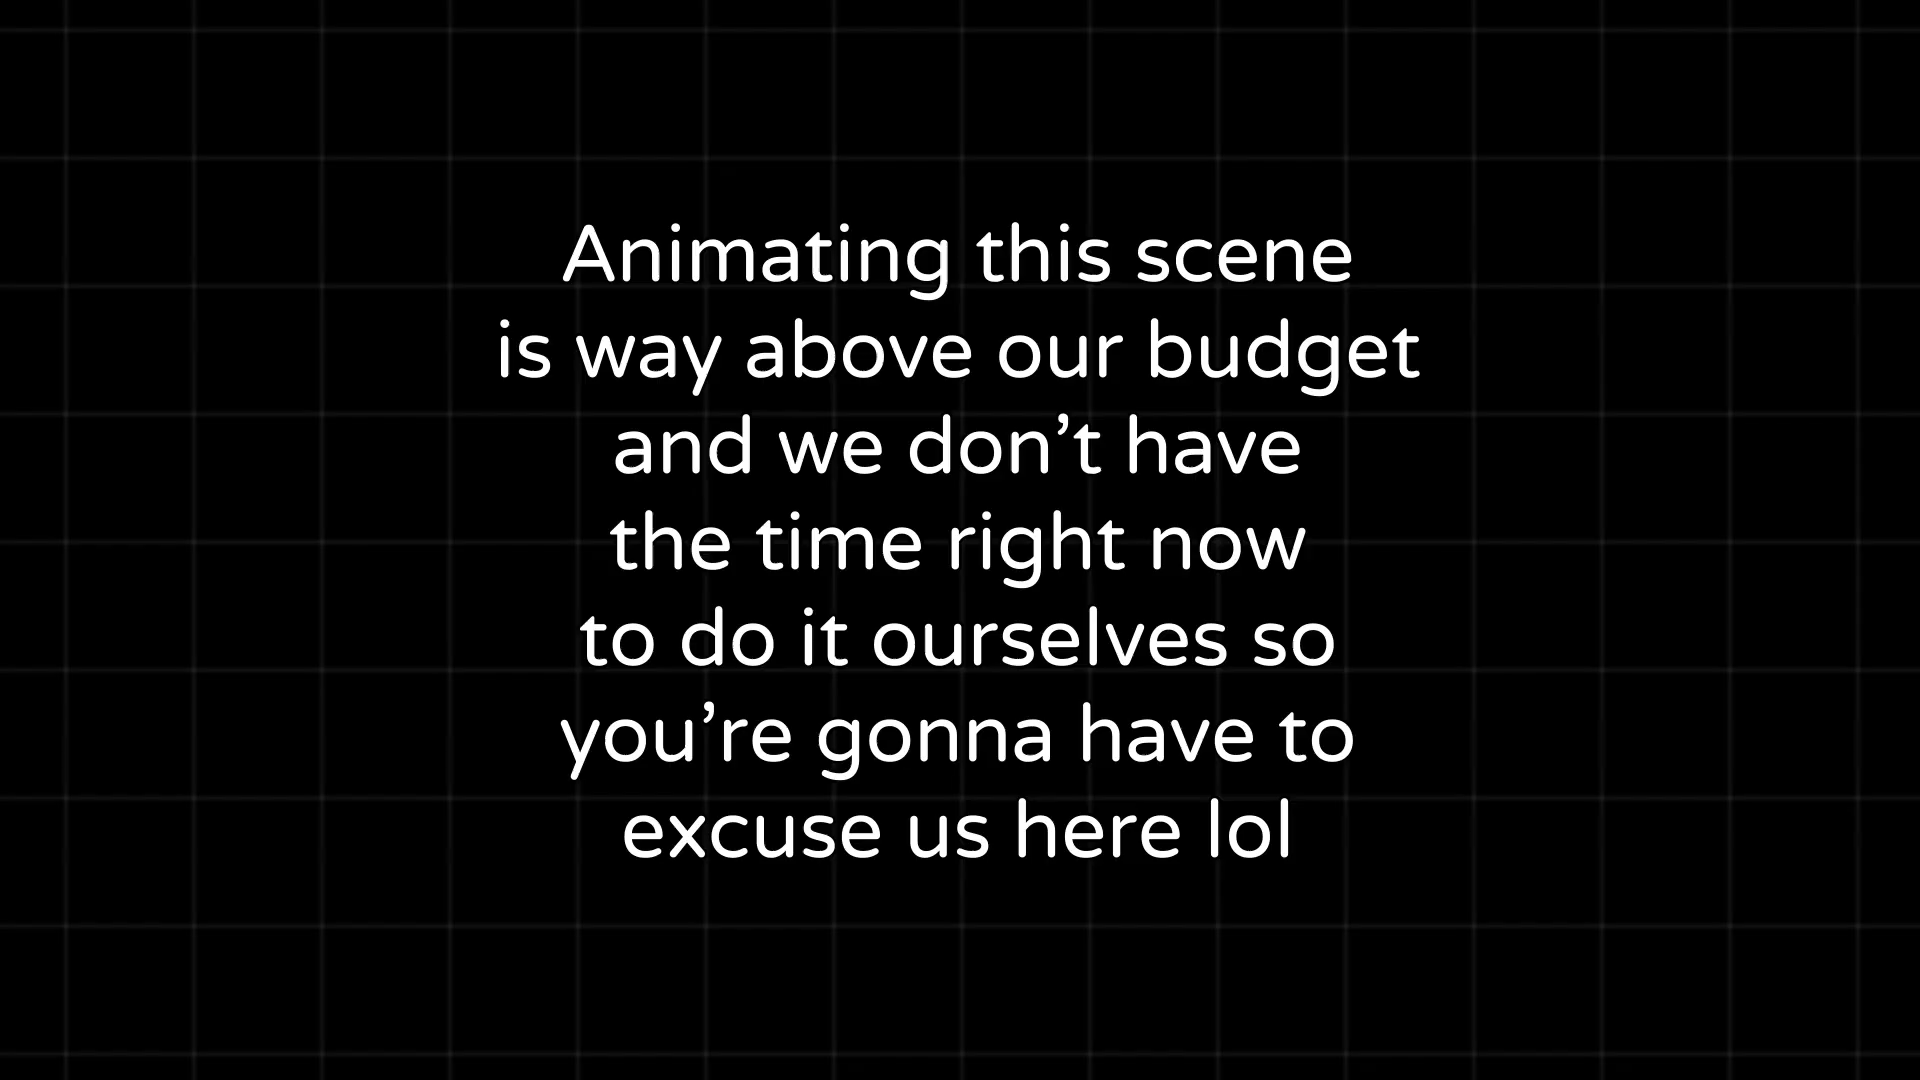 Animating this scene
is way above our budget
and we don’t have
the time right now
to do it ourselves so
you’re gonna have to
excuse us here lol